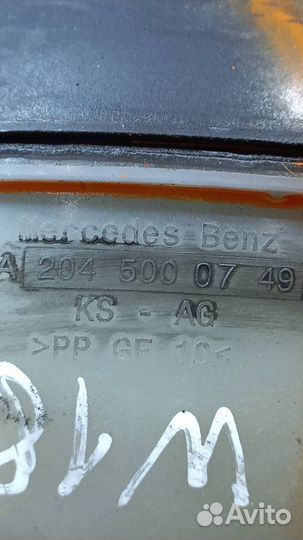 Mercedes Benz
A 204 500 07 49
KS - AG
>PP GF 10<
W16
Avito